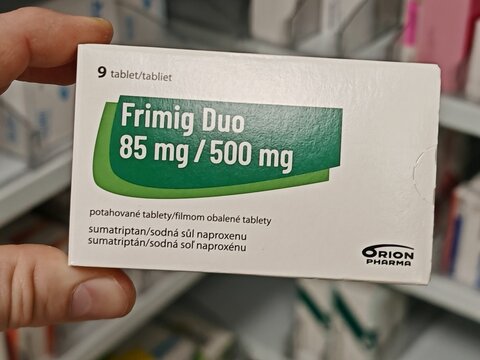 9 tablet/tabliet
Frimig Duo
85 mg/500 mg
potahované tablety/filmom obalené tablety
sumatriptan/sodná sůl naproxenu
sumatriptán/sodná soľ naproxénu
ORION
PHARMA